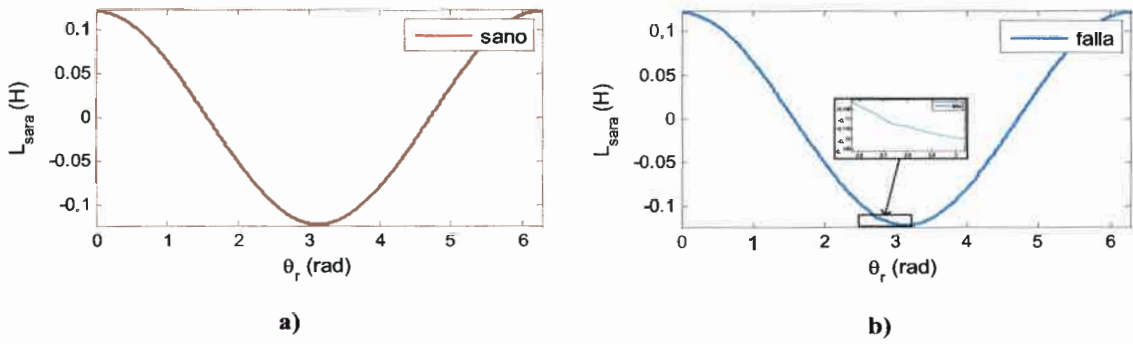 0.1
0.05
0
-0.05
-0.1
L_sara (H)
sano
0 1 2 3 4 5 6
θ_r (rad)
a)
0.1
0.05
0
-0.05
-0.1
L_sara (H)
falla
0 1 2 3 4 5 6
θ_r (rad)
b)